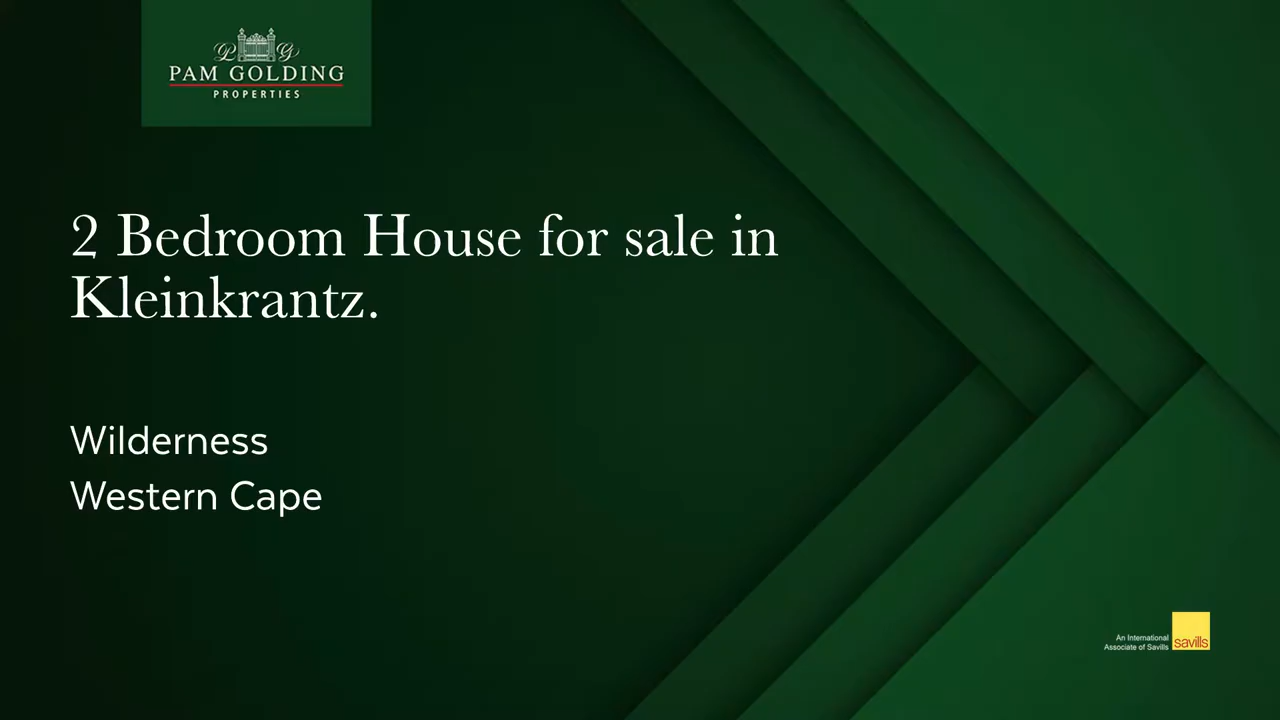 PAM GOLDING
PROPERTIES
2 Bedroom House for sale in
Kleinkrantz.
Wilderness
Western Cape
An International
Associate of Savills
savills